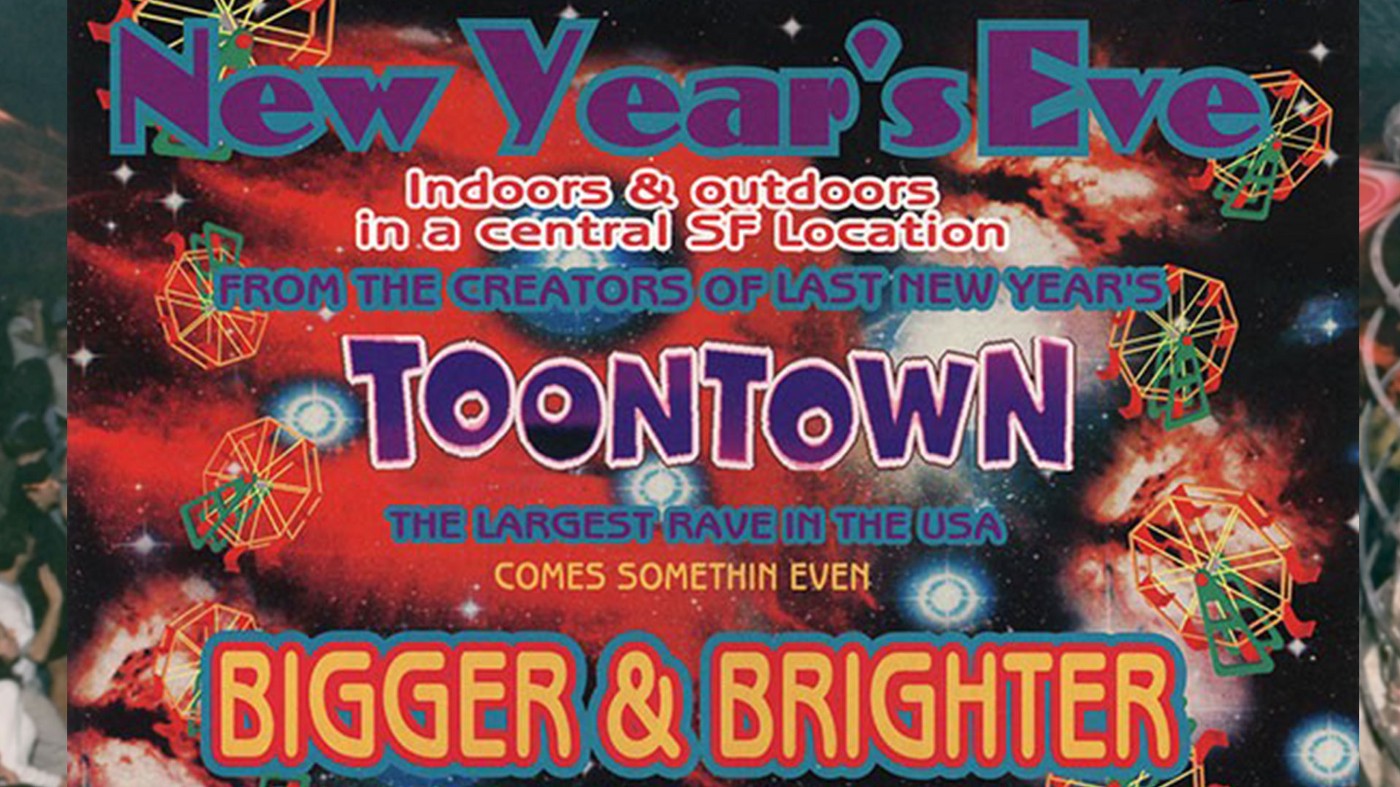 New Year's Eve
Indoors & outdoors
in a central SF Location
FROM THE CREATORS OF LAST NEW YEAR'S
TOONTOWN
THE LARGEST RAVE IN THE USA
COMES SOMETHIN EVEN
BIGGER & BRIGHTER